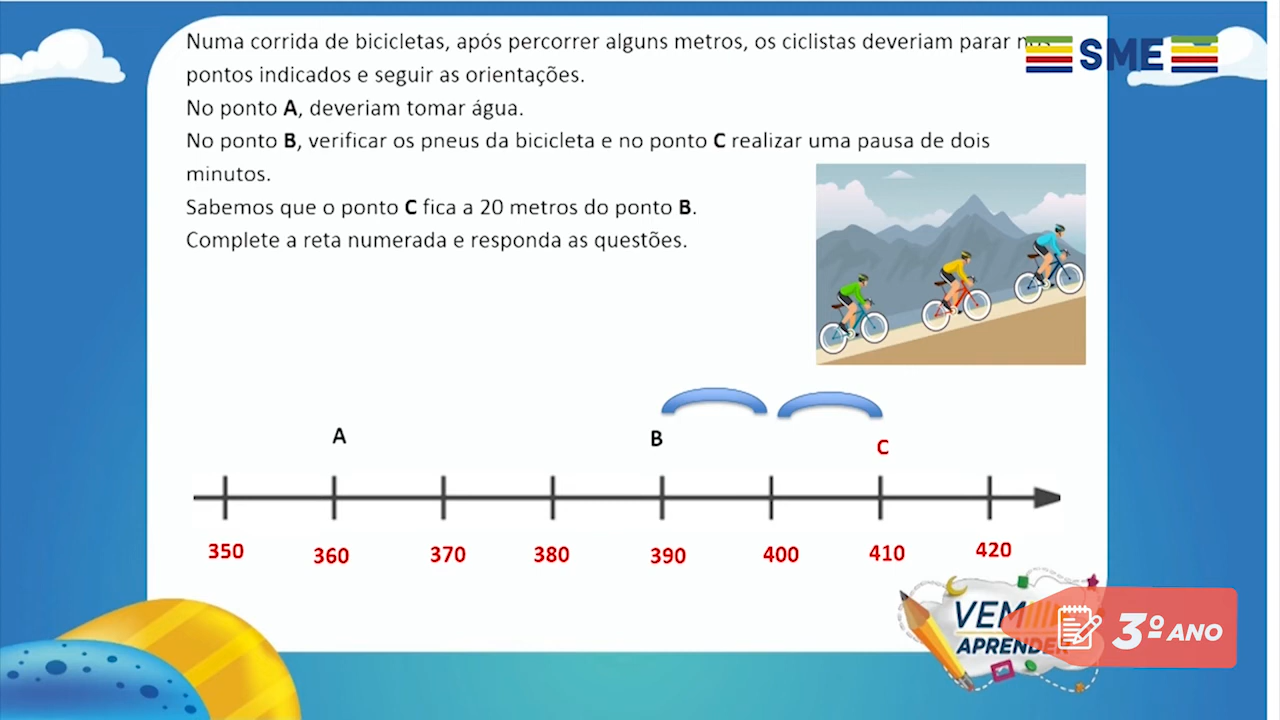 Numa corrida de bicicletas, após percorrer alguns metros, os ciclistas deveriam parar
SME
pontos indicados e seguir as orientações.
No ponto A, deveriam tomar água.
No ponto B, verificar os pneus da bicicleta e no ponto C realizar uma pausa de dois
minutos.
Sabemos que o ponto C fica a 20 metros do ponto B.
Complete a reta numerada e responda as questões.
A B C
350 360 370 380 390 400 410 420
VEM
APRENDER
3º ANO